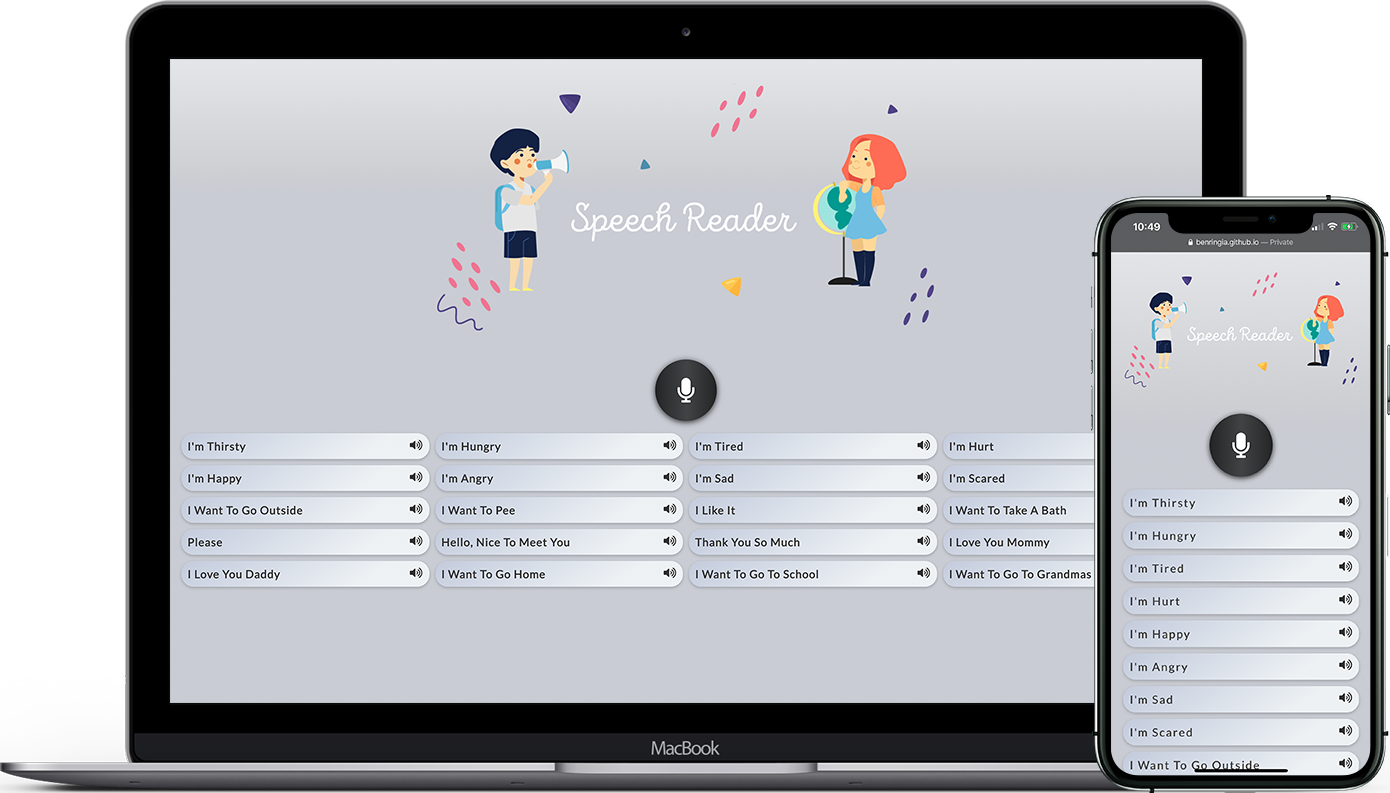 Speech Reader
I'm Thirsty
I'm Hungry
I'm Tired
I'm Hurt
I'm Happy
I'm Angry
I'm Sad
I'm Scared
I Want To Go Outside
I Want To Pee
I Like It
I Want To Take A Bath
Please
Hello, Nice To Meet You
Thank You So Much
I Love You Mommy
I Love You Daddy
I Want To Go Home
I Want To Go To School
I Want To Go To Grandmas
MacBook
10:49
benringia.github.io — Private
Speech Reader
I'm Thirsty
I'm Hungry
I'm Tired
I'm Hurt
I'm Happy
I'm Angry
I'm Sad
I'm Scared
I Want To Go Outside